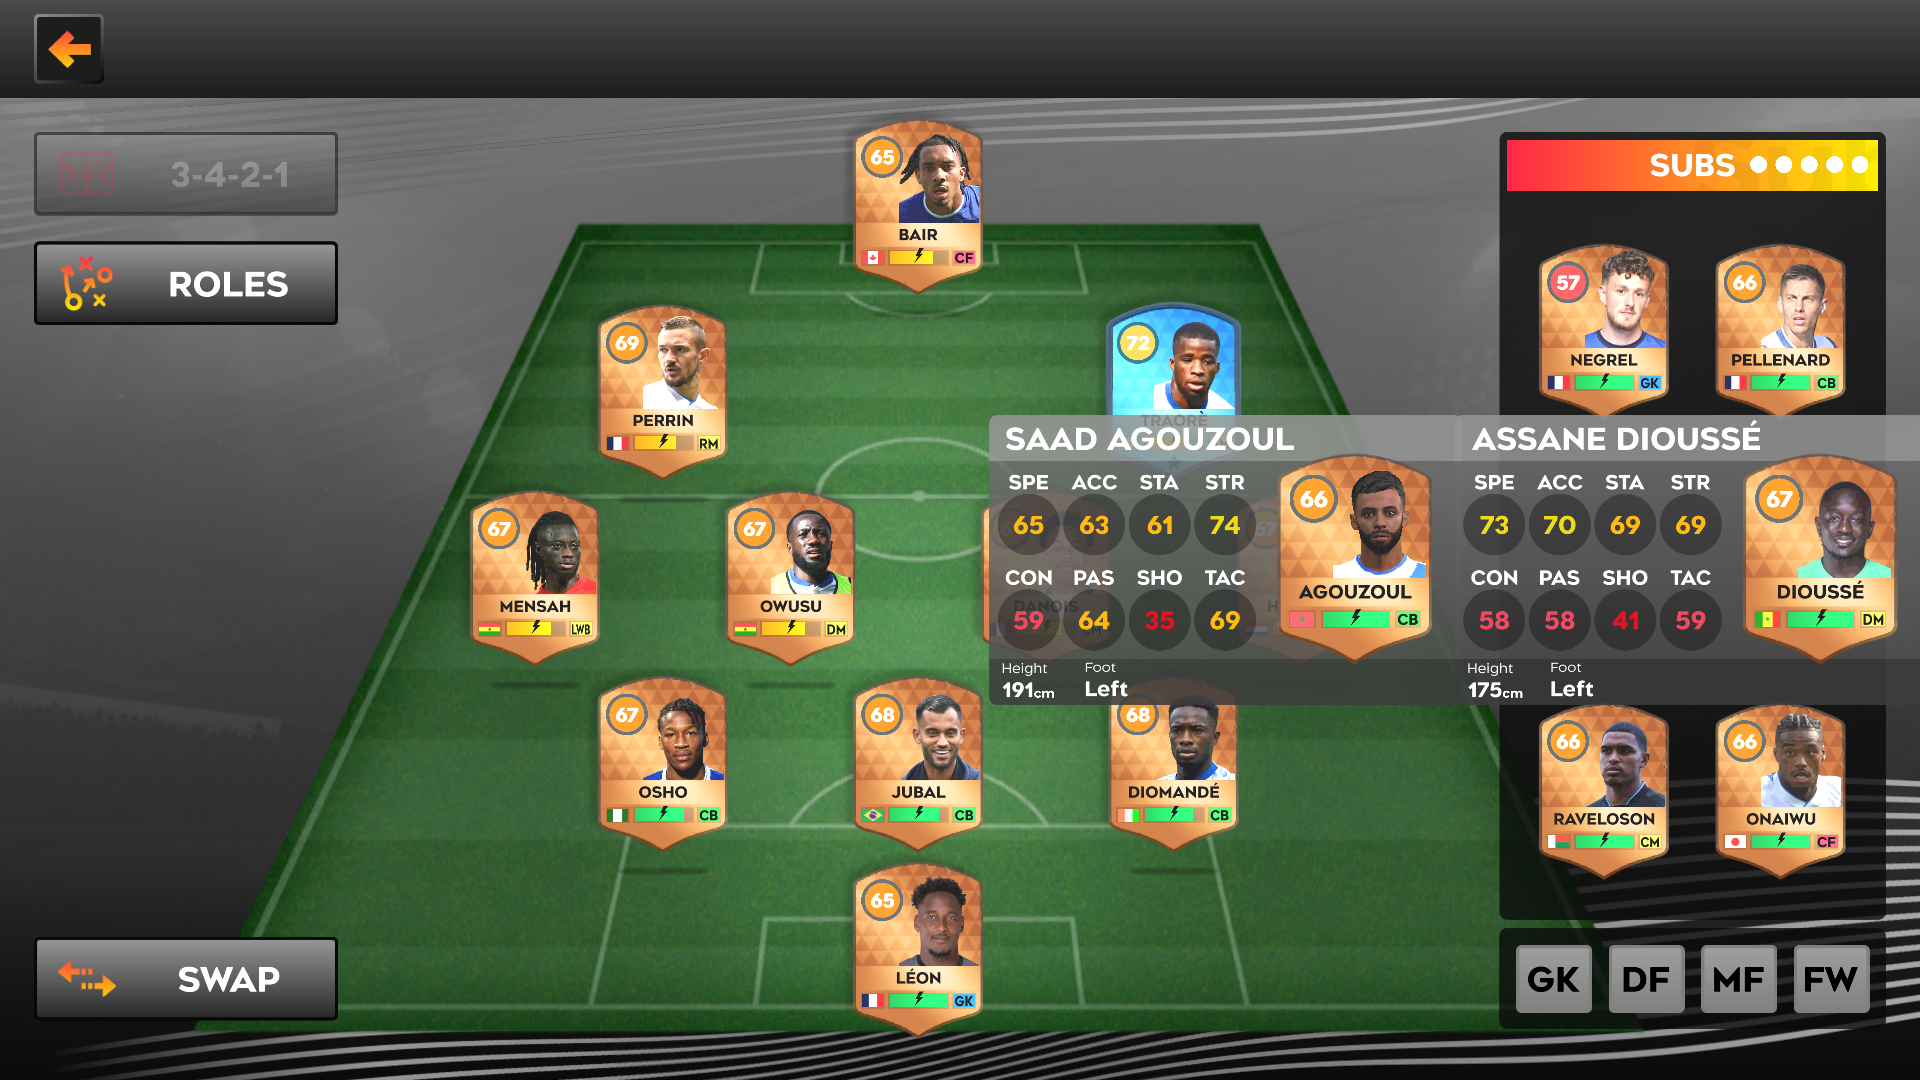 3-4-2-1
ROLES
SWAP
65
BAIR
CF
69
PERRIN
RM
72
TRAORÈ
67
MENSAH
LWB
67
OWUSU
DM
DANOIS
CM
67
H
67
OSHO
CB
68
JUBAL
CB
68
DIOMANDÉ
CB
65
LÉON
GK
SAAD AGOUZOUL
SPE ACC STA STR
65 63 61 74
CON PAS SHO TAC
59 64 35 69
Height Foot
191cm Left
66
AGOUZOUL
CB
ASSANE DIOUSSÉ
SPE ACC STA STR
73 70 69 69
CON PAS SHO TAC
58 58 41 59
Height Foot
175cm Left
67
DIOUSSÉ
DM
SUBS
57
NEGREL
GK
66
PELLENARD
CB
66
RAVELOSON
CM
66
ONAIWU
CF
GK DF MF FW